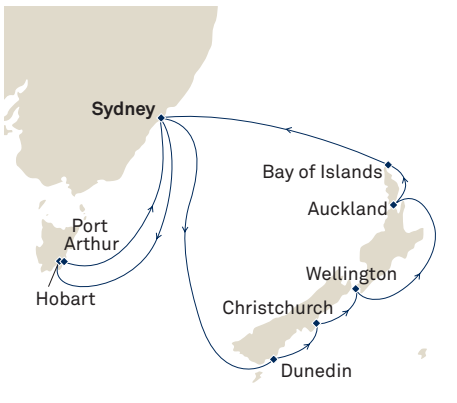 Sydney
Bay of Islands
Auckland
Port
Arthur
Wellington
Hobart
Christchurch
Dunedin